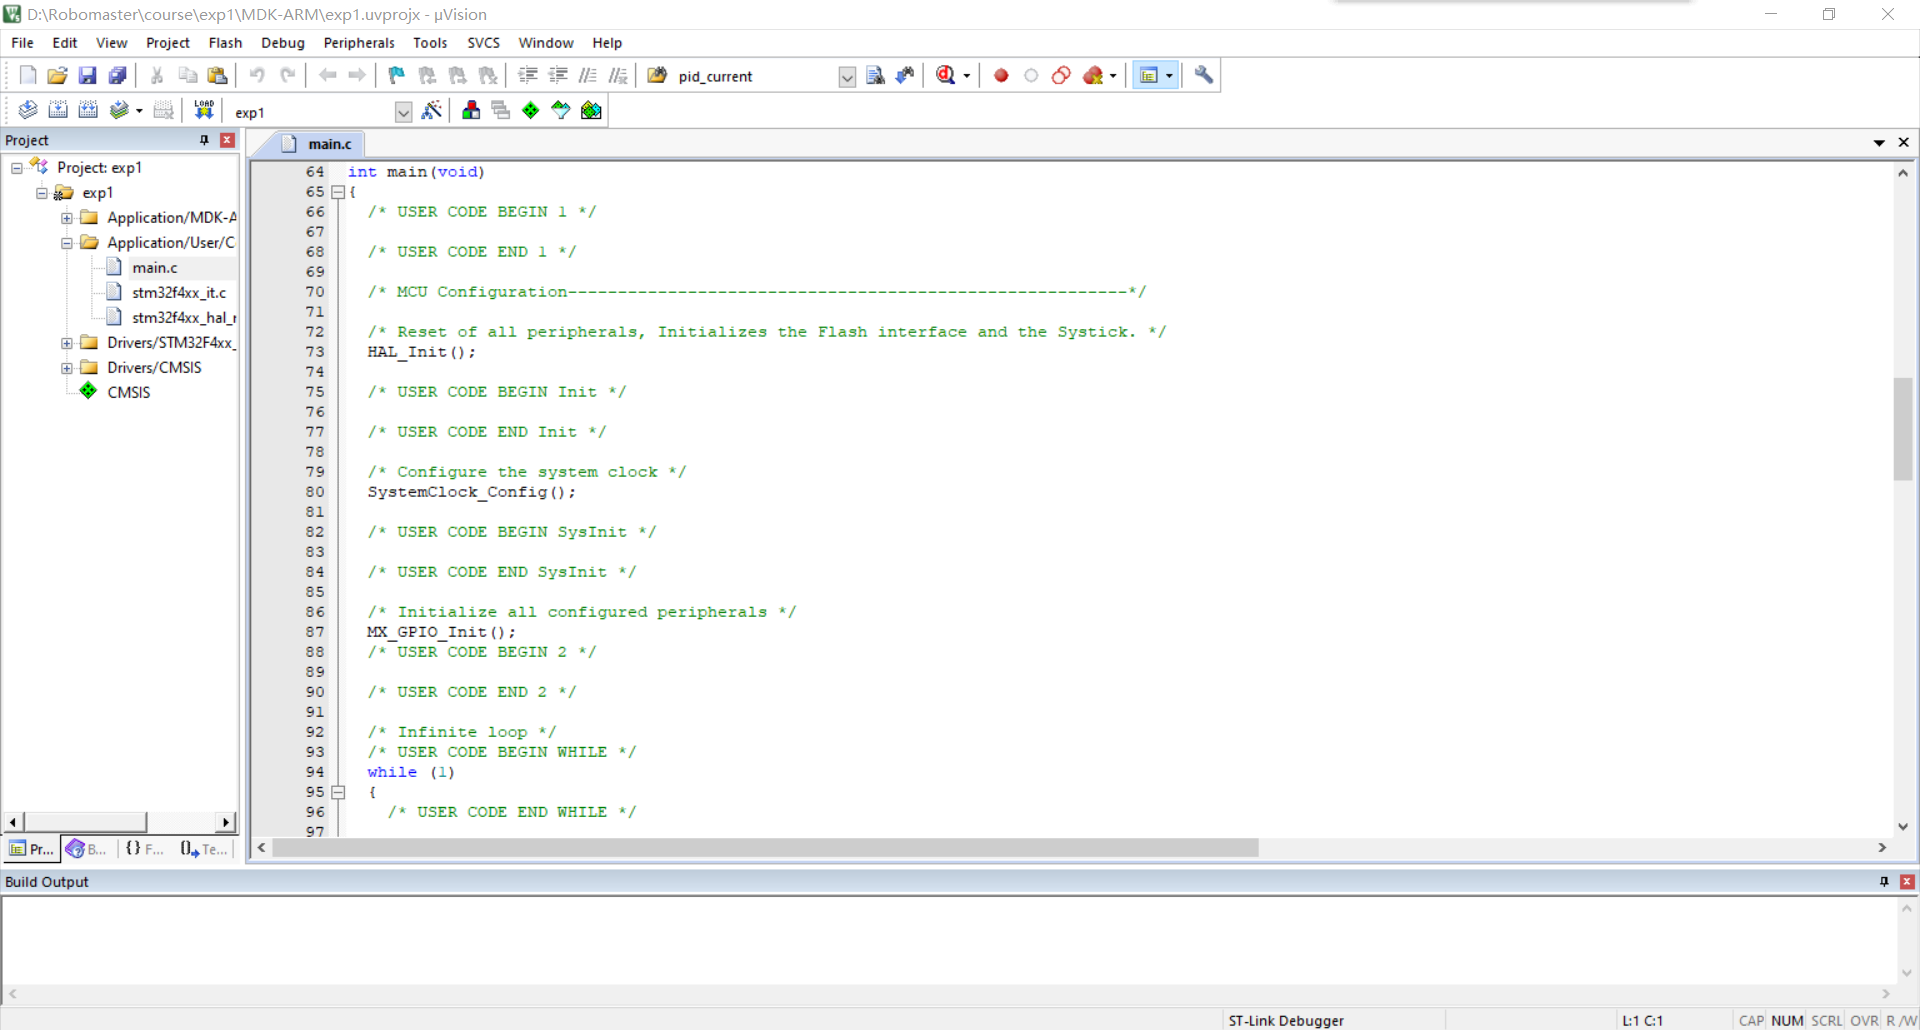 D:\Robomaster\course\exp1\MDK-ARM\exp1.uvprojx - µVision
File Edit View Project Flash Debug Peripherals Tools SVCS Window Help
pid_current
LOAD exp1
Project
main.c
Project: exp1
exp1
Application/MDK-A
Application/User/C
main.c
stm32f4xx_it.c
stm32f4xx_hal_r
Drivers/STM32F4xx_
Drivers/CMSIS
CMSIS
Pr... B... {} F... Te...
64 int main(void)
65 {
66 /* USER CODE BEGIN 1 */
67
68 /* USER CODE END 1 */
69
70 /* MCU Configuration--------------------------------------------------------*/
71
72 /* Reset of all peripherals, Initializes the Flash interface and the Systick. */
73 HAL_Init();
74
75 /* USER CODE BEGIN Init */
76
77 /* USER CODE END Init */
78
79 /* Configure the system clock */
80 SystemClock_Config();
81
82 /* USER CODE BEGIN SysInit */
83
84 /* USER CODE END SysInit */
85
86 /* Initialize all configured peripherals */
87 MX_GPIO_Init();
88 /* USER CODE BEGIN 2 */
89
90 /* USER CODE END 2 */
91
92 /* Infinite loop */
93 /* USER CODE BEGIN WHILE */
94 while (1)
95 {
96 /* USER CODE END WHILE */
97
Build Output
ST-Link Debugger L:1 C:1 CAP NUM SCRL OVR R/W